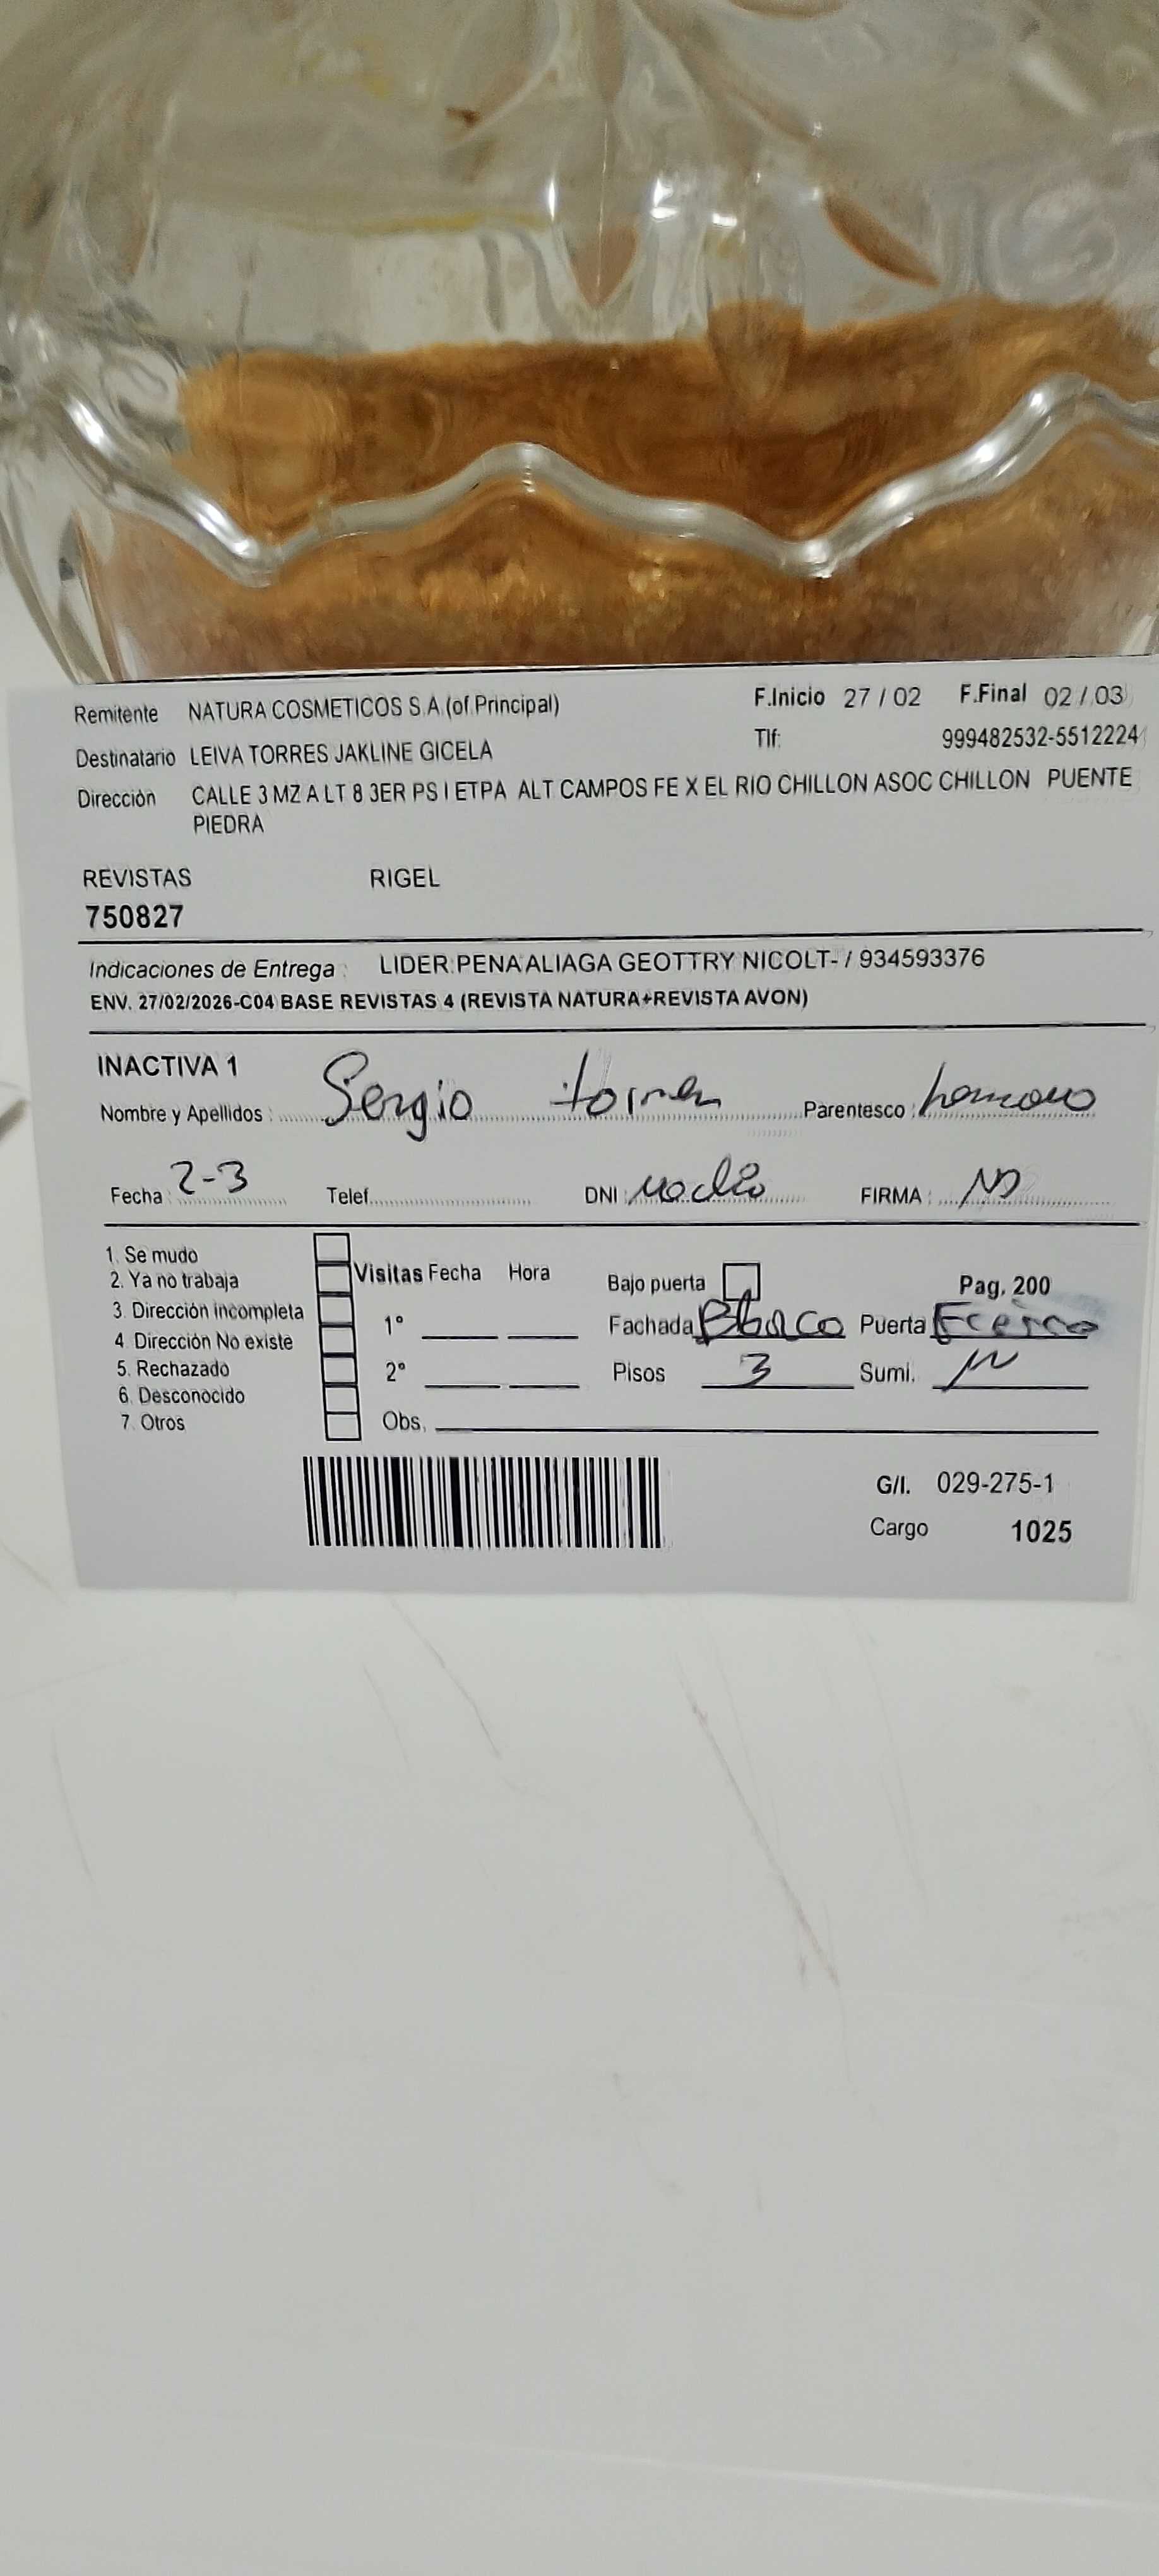 Remitente NATURA COSMETICOS S.A.(of.Principal) F.Inicio 27 / 02 F.Final 02 / 03
Destinatario LEIVA TORRES JAKLINE GICELA Tlf: 999482532-5512224
Dirección CALLE 3 MZ A LT 8 3ER PS I ETPA ALT CAMPOS FE X EL RIO CHILLON ASOC CHILLON PUENTE
PIEDRA
REVISTAS RIGEL
750827
Indicaciones de Entrega : LIDER:PENA ALIAGA GEOTTRY NICOLT- / 934593376
ENV. 27/02/2026-C04 BASE REVISTAS 4 (REVISTA NATURA+REVISTA AVON)
INACTIVA 1
Nombre y Apellidos : Sergio Parentesco :
Fecha : 2-3 Telef. DNI : FIRMA :
1. Se mudo
2. Ya no trabaja
3. Dirección incompleta
4. Dirección No existe
5. Rechazado
6. Desconocido
7. Otros
Visitas Fecha Hora
1°
2°
Obs.
Bajo puerta Pag. 200
Fachada Blanco Puerta
Pisos 3 Sumi.
G/I. 029-275-1
Cargo 1025